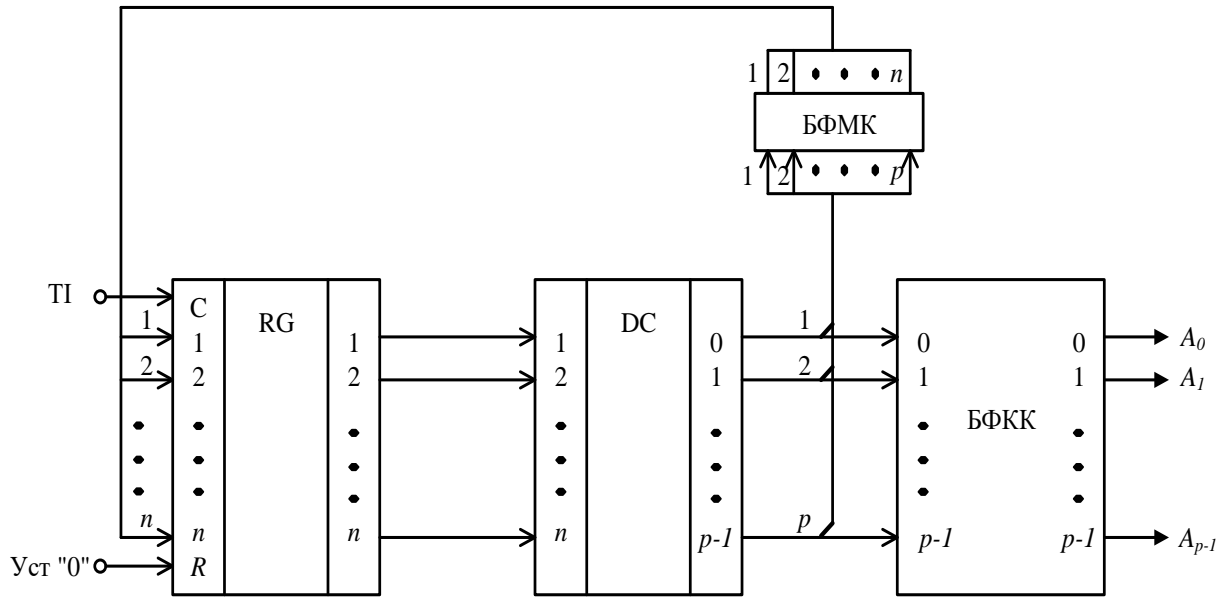 1 2 n
БФМК
1 2 p
TI C RG DC
1 1 1 1 0 1 0 0 A0
2 2 2 2 1 2 1 1 A1
БФКК
n n n n p-1 p p-1 p-1 Ap-1
Уст "0" R